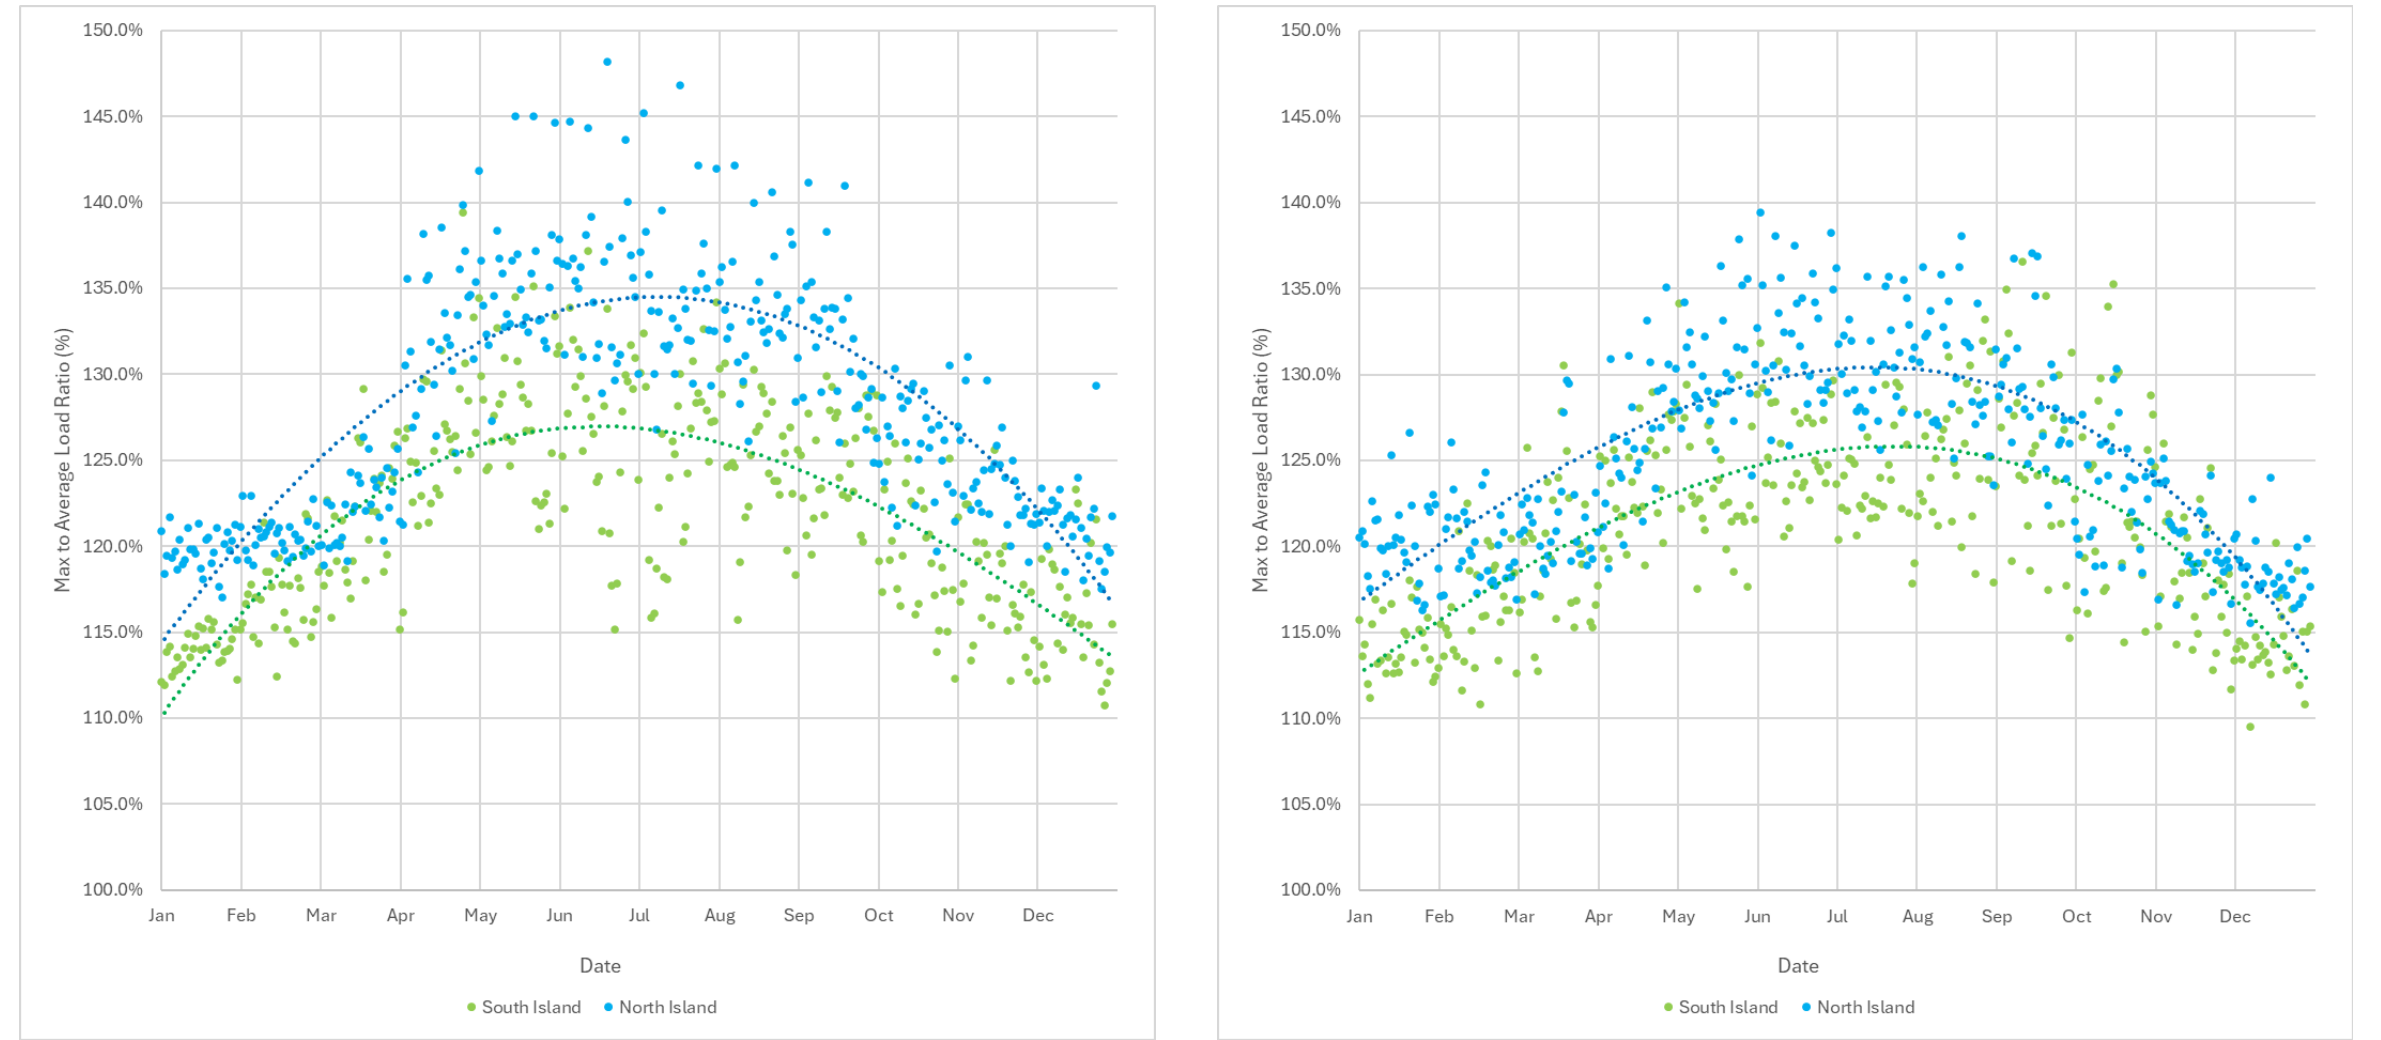 150.0%
145.0%
140.0%
135.0%
130.0%
125.0%
120.0%
115.0%
110.0%
105.0%
100.0%
Max to Average Load Ratio (%)
Jan Feb Mar Apr May Jun Jul Aug Sep Oct Nov Dec
Date
South Island North Island
150.0%
145.0%
140.0%
135.0%
130.0%
125.0%
120.0%
115.0%
110.0%
105.0%
100.0%
Max to Average Load Ratio (%)
Jan Feb Mar Apr May Jun Jul Aug Sep Oct Nov Dec
Date
South Island North Island